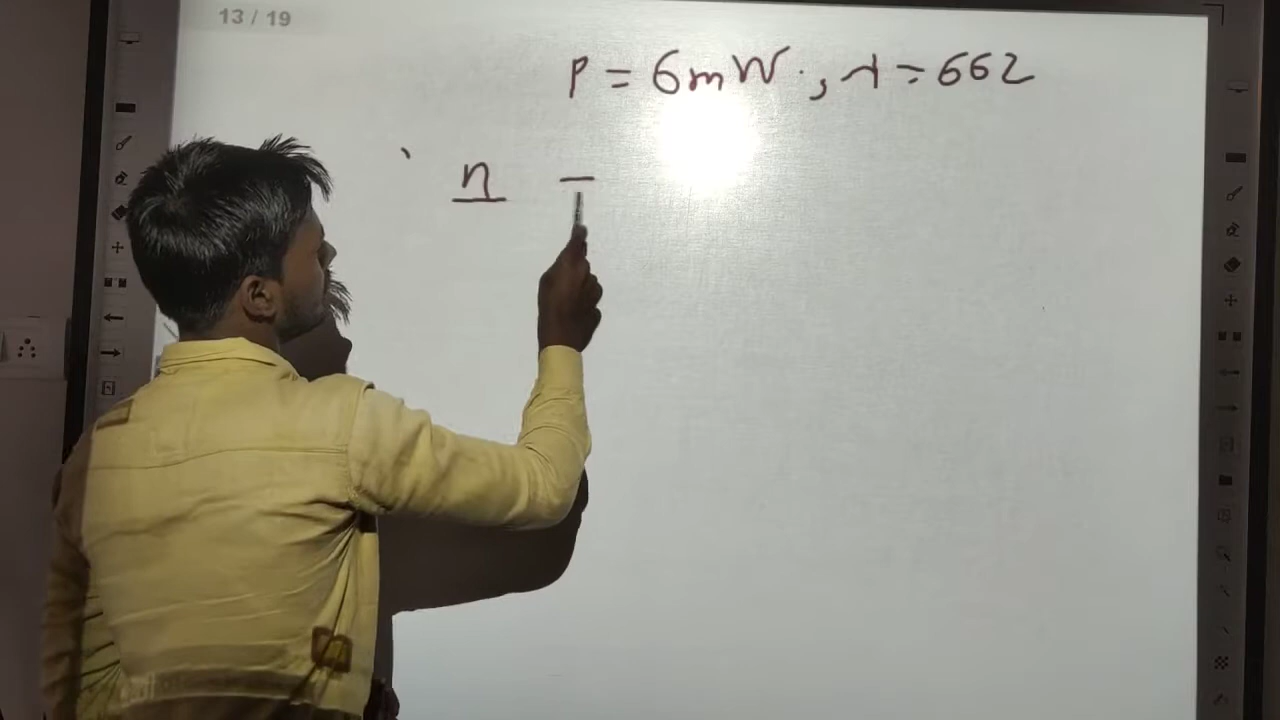 13 / 19
P = 6mW., λ = 662
n =